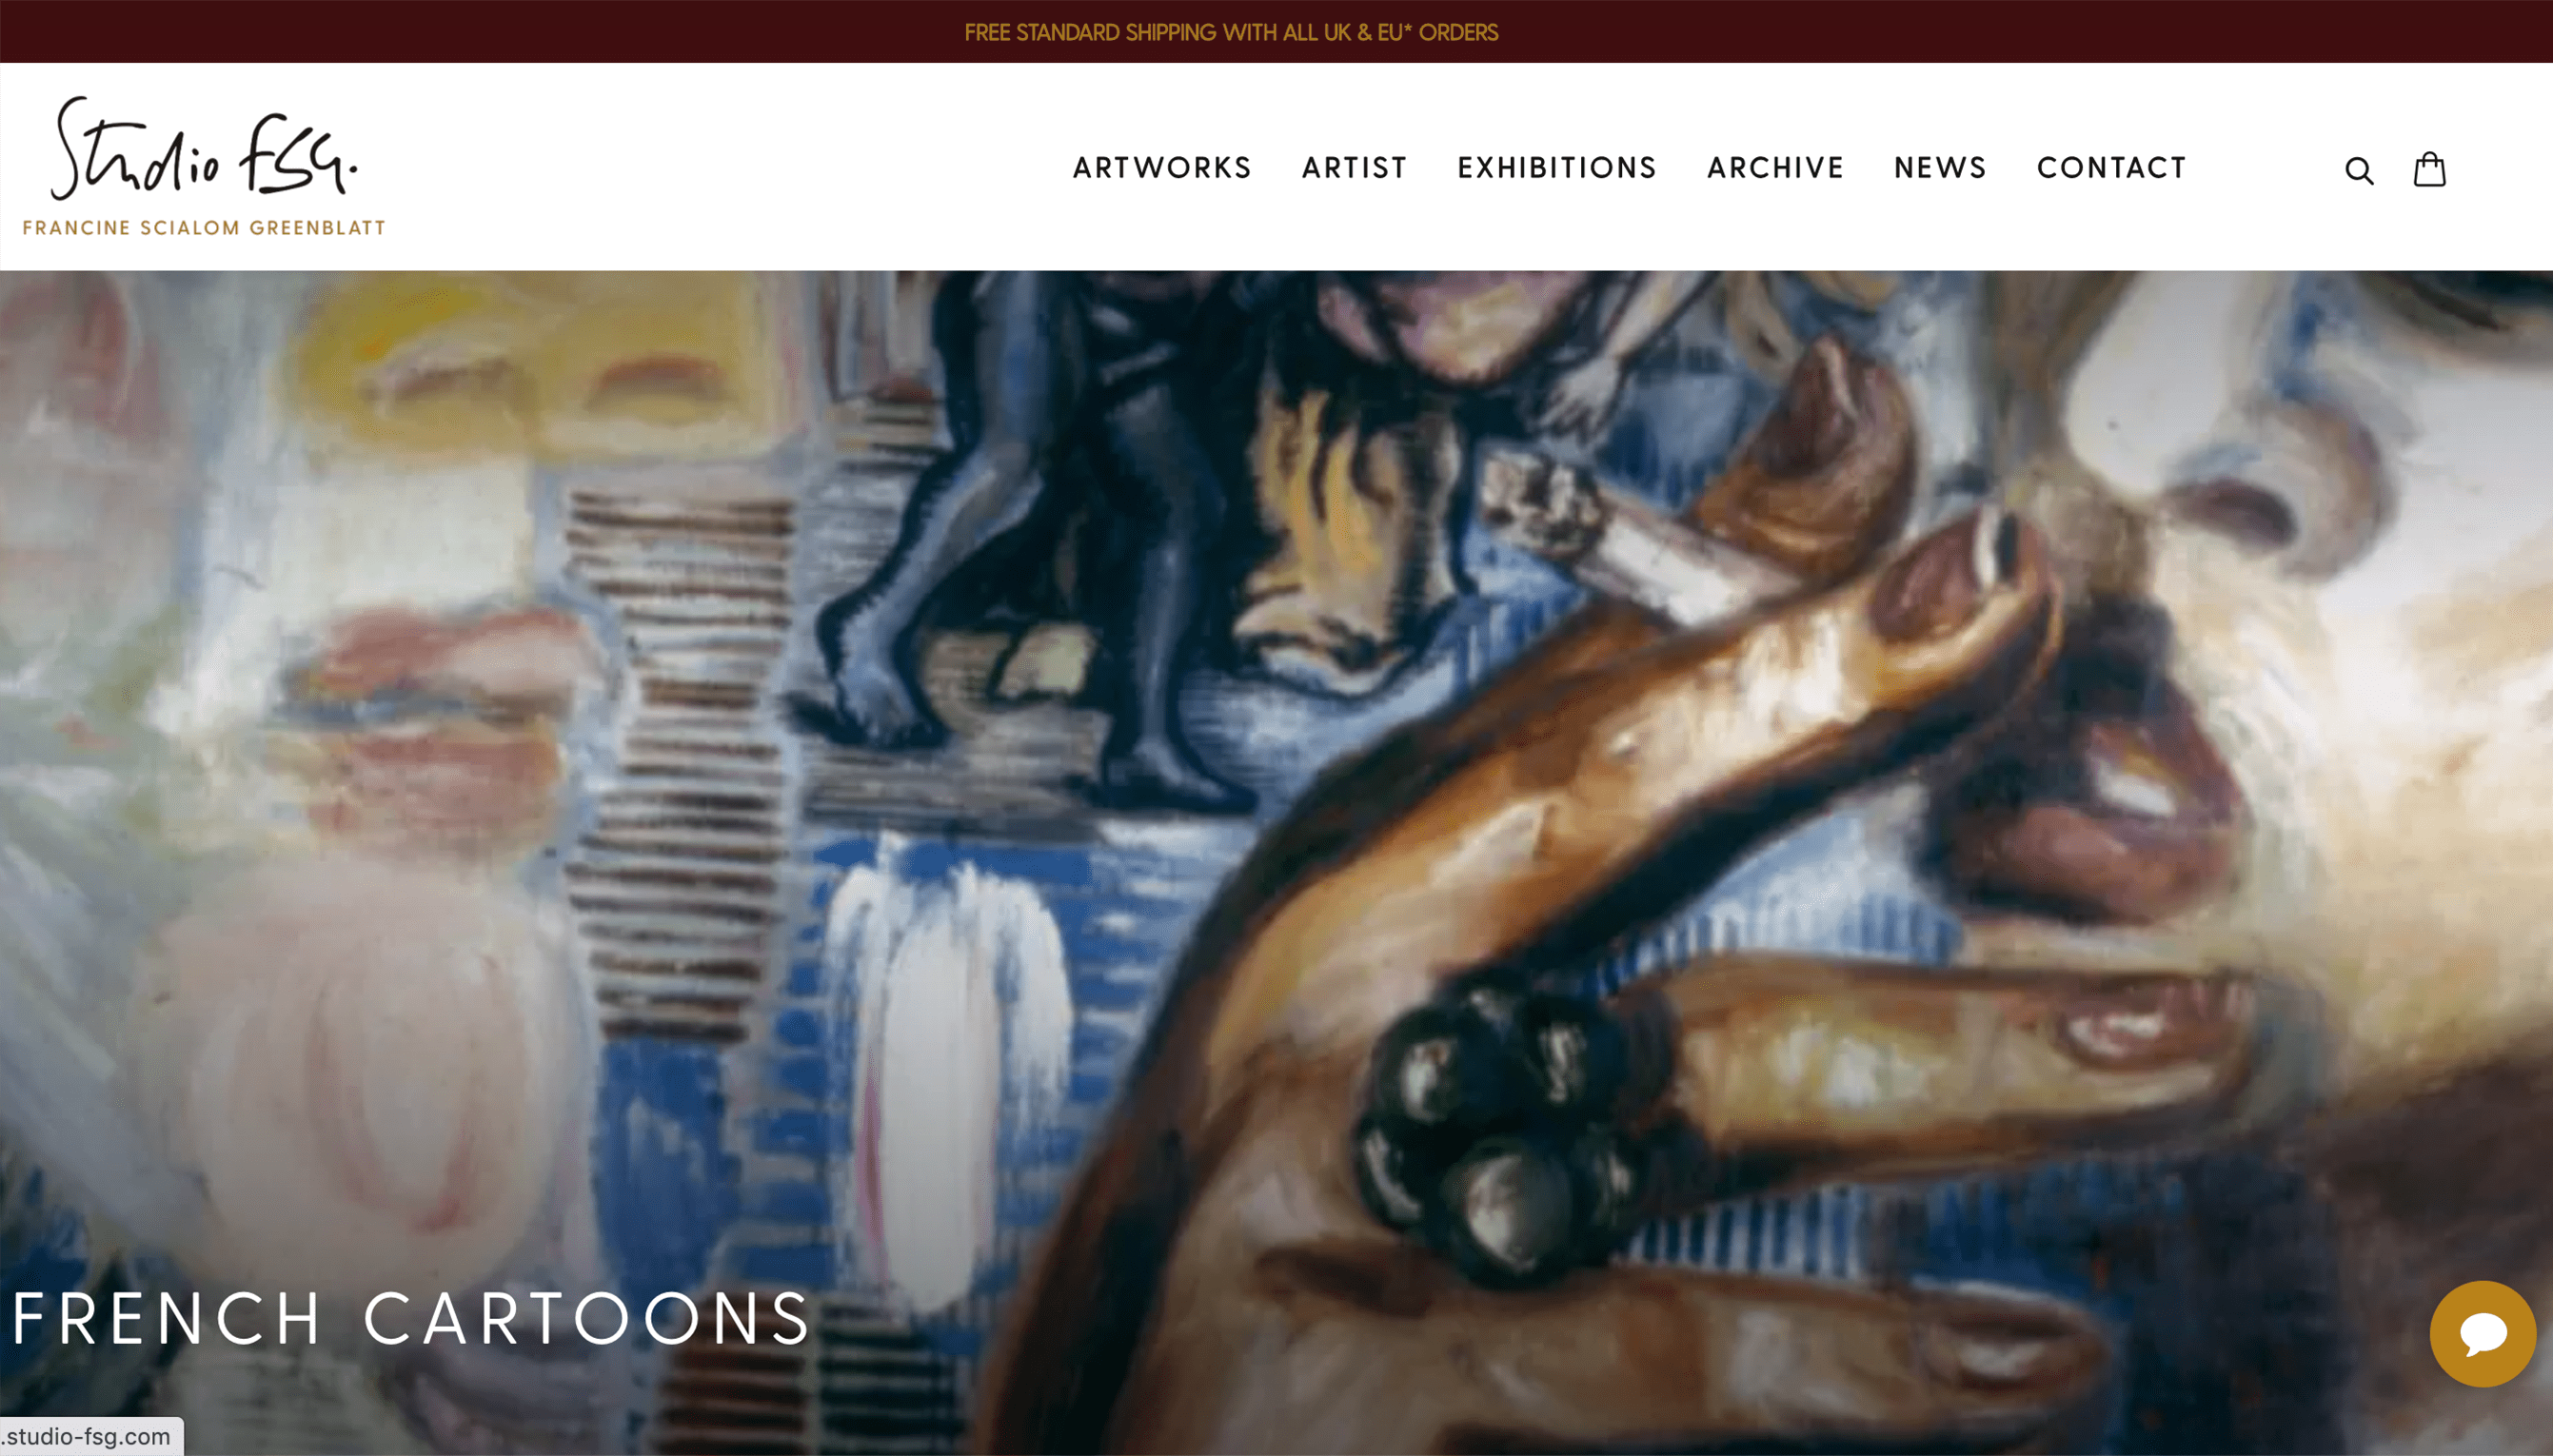 FREE STANDARD SHIPPING WITH ALL UK & EU* ORDERS
Studio FSG.
FRANCINE SCIALOM GREENBLATT
ARTWORKS ARTIST EXHIBITIONS ARCHIVE NEWS CONTACT
FRENCH CARTOONS
.studio-fsg.com